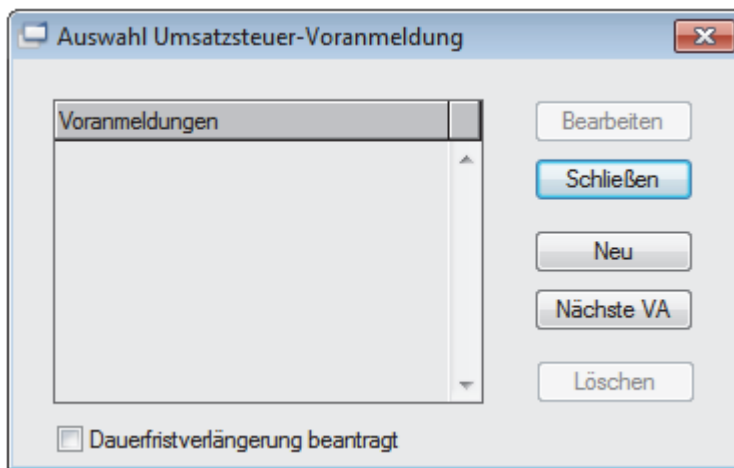 Auswahl Umsatzsteuer-Voranmeldung
Voranmeldungen
Bearbeiten
Schließen
Neu
Nächste VA
Löschen
Dauerfristverlängerung beantragt